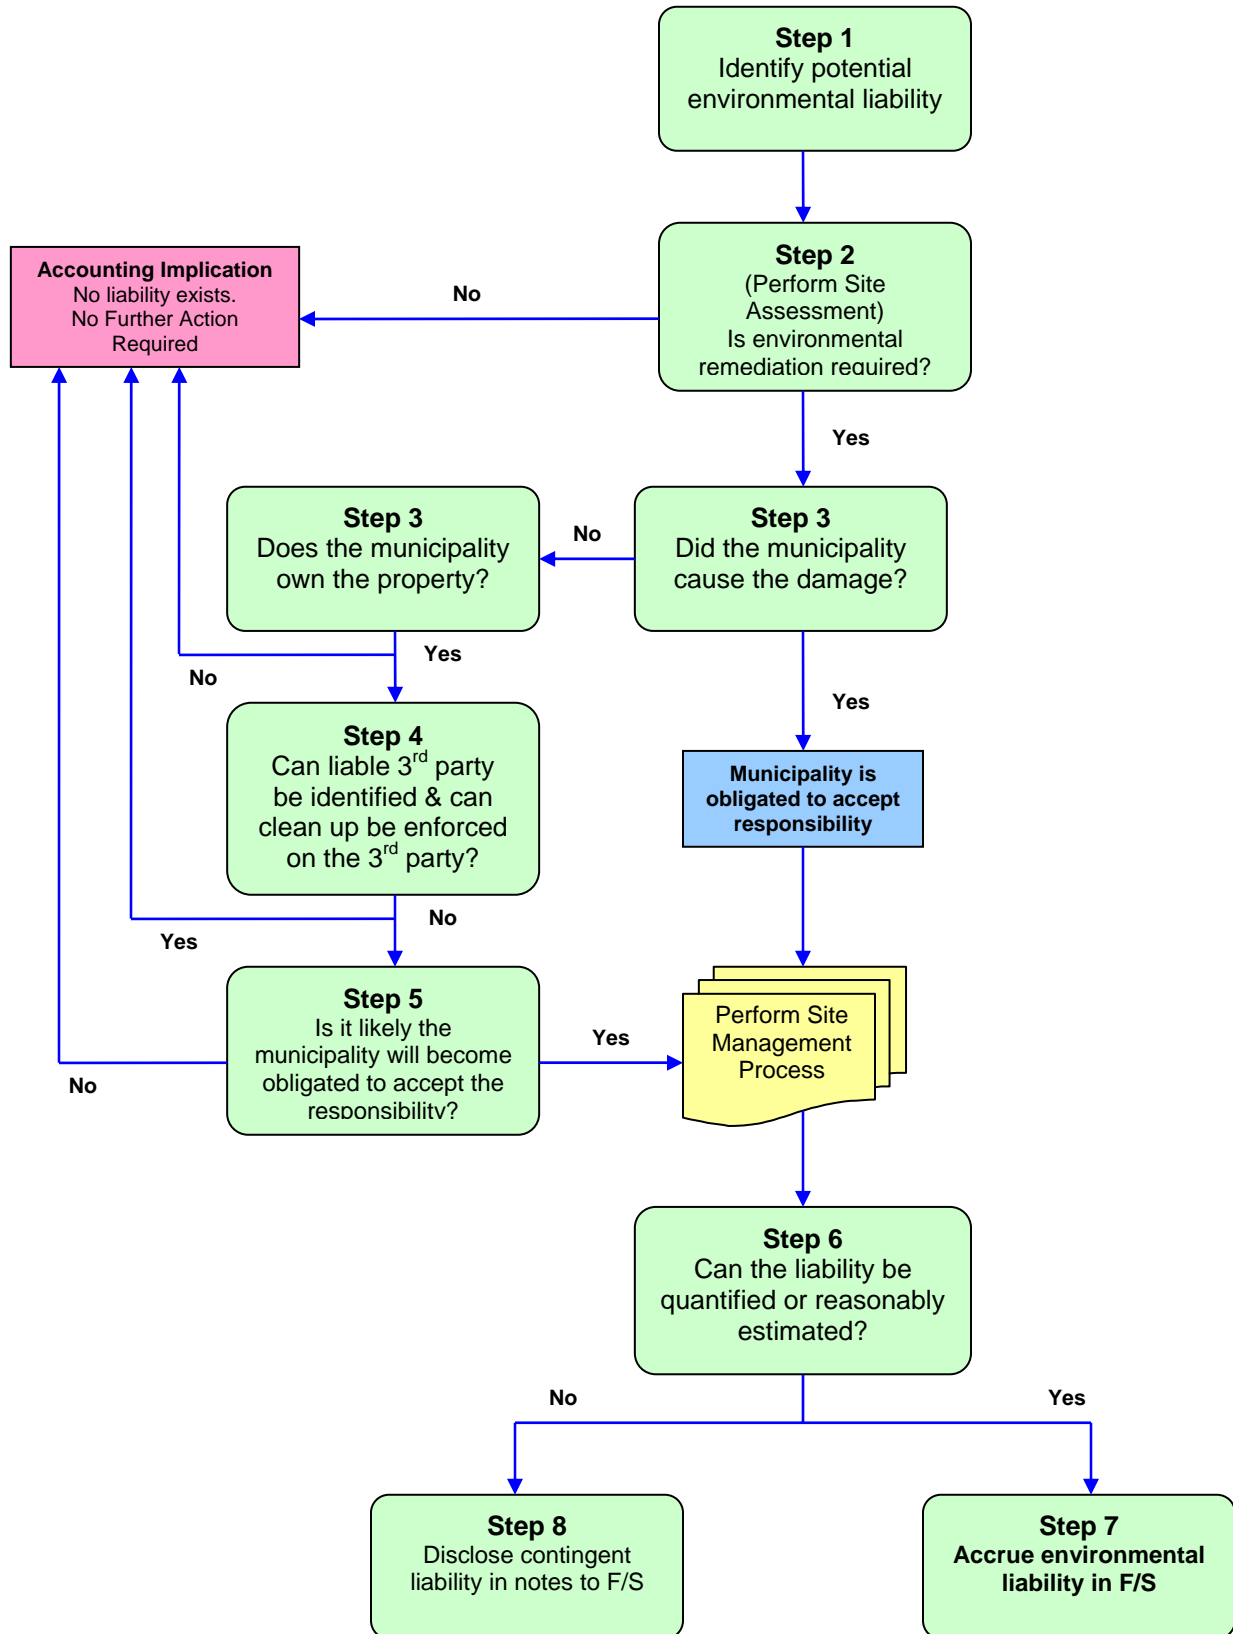 Step 1
Identify potential
environmental liability
Step 2
(Perform Site
Assessment)
Is environmental
remediation required?
No
Accounting Implication
No liability exists.
No Further Action
Required
Yes
Step 3
Did the municipality
cause the damage?
No
Step 3
Does the municipality
own the property?
Yes
No
Yes
Step 4
Can liable 3rd party
be identified & can
clean up be enforced
on the 3rd party?
Municipality is
obligated to accept
responsibility
No
Yes
Step 5
Is it likely the
municipality will become
obligated to accept the
responsibility?
Yes
No
Perform Site
Management
Process
Step 6
Can the liability be
quantified or reasonably
estimated?
No
Yes
Step 8
Disclose contingent
liability in notes to F/S
Step 7
Accrue environmental
liability in F/S